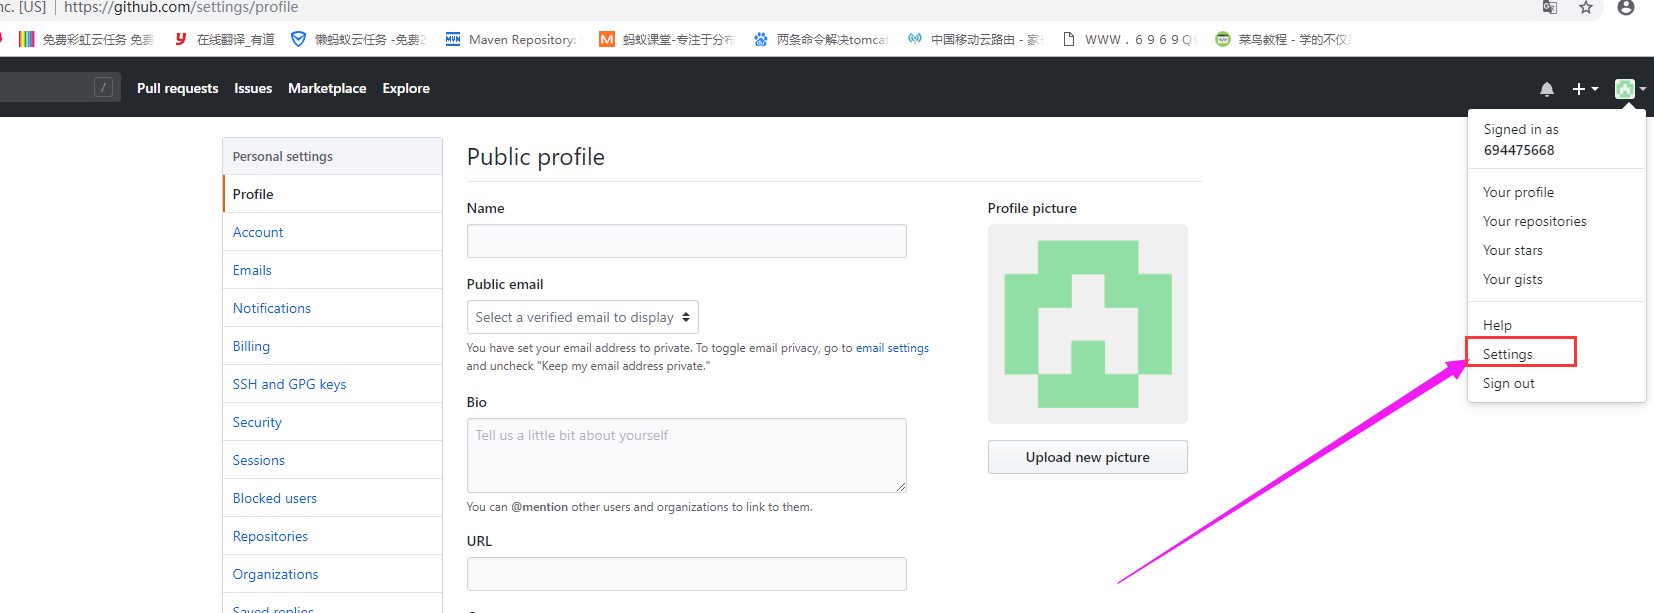 nc. [US] | https://github.com/settings/profile
免费彩虹云任务 免费
在线翻译_有道
懒蚂蚁云任务 -免费2
Maven Repository:
蚂蚁课堂-专注于分布
两条命令解决tomcat
中国移动云路由 - 家
WWW.6969Q
菜鸟教程 - 学的不仅
/
Pull requests
Issues
Marketplace
Explore
Signed in as
694475668
Your profile
Your repositories
Your stars
Your gists
Help
Settings
Sign out
Personal settings
Profile
Account
Emails
Notifications
Billing
SSH and GPG keys
Security
Sessions
Blocked users
Repositories
Organizations
Saved replies
Public profile
Name
Public email
Select a verified email to display
You have set your email address to private. To toggle email privacy, go to email settings
and uncheck "Keep my email address private."
Bio
Tell us a little bit about yourself
You can @mention other users and organizations to link to them.
URL
Profile picture
Upload new picture